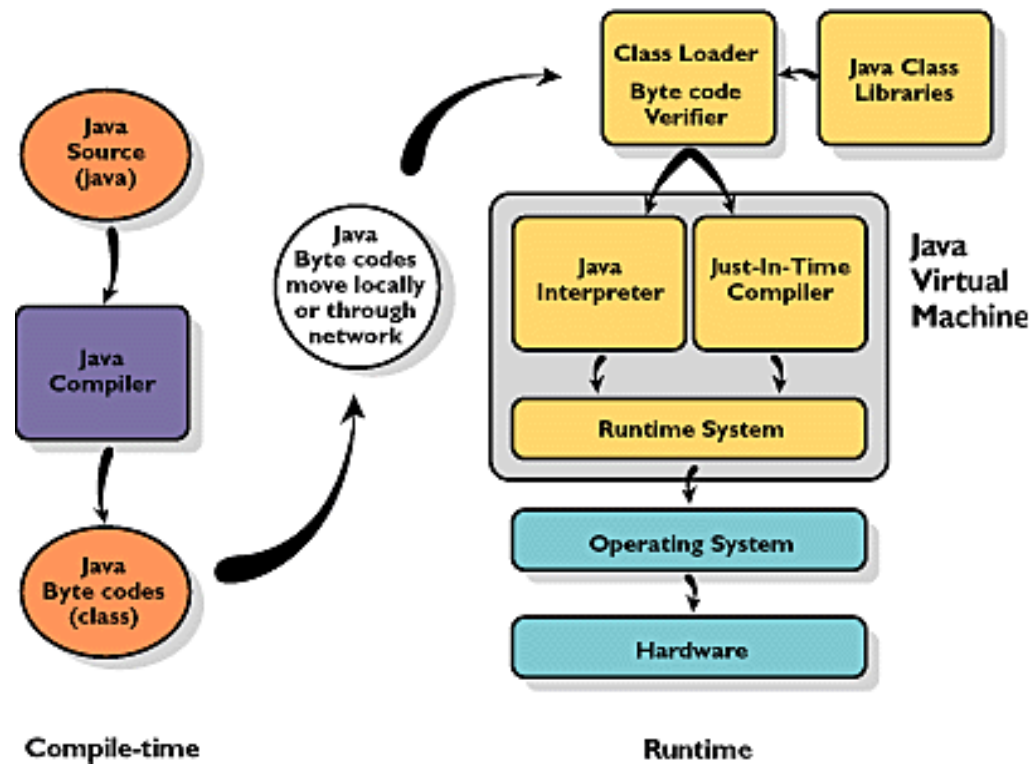 Java
Source
(java)
Java
Compiler
Java
Byte codes
(class)
Compile-time
Java
Byte codes
move locally
or through
network
Class Loader
Byte code
Verifier
Java Class
Libraries
Java
Interpreter
Just-In-Time
Compiler
Runtime System
Java
Virtual
Machine
Operating System
Hardware
Runtime